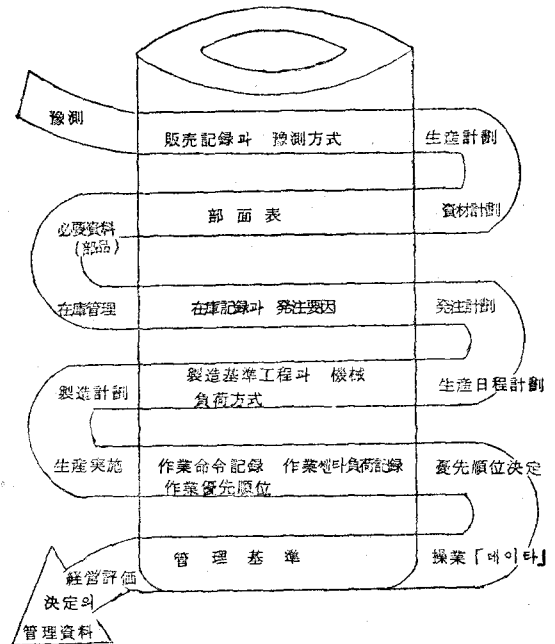 豫測
販売記録과 豫測方式
生産計劃
部面表
資材計劃
必要資料
(部品)
在庫管理
在庫記録과 発注要因
発注計劃
製造基準工程과 機械
負荷方式
製造計劃
生産日程計劃
生産実施
作業命令記録 作業센타負荷記録
作業優先順位
憂先順位決定
管理基準
操業「데이타」
経営評価
決定의
管理資料